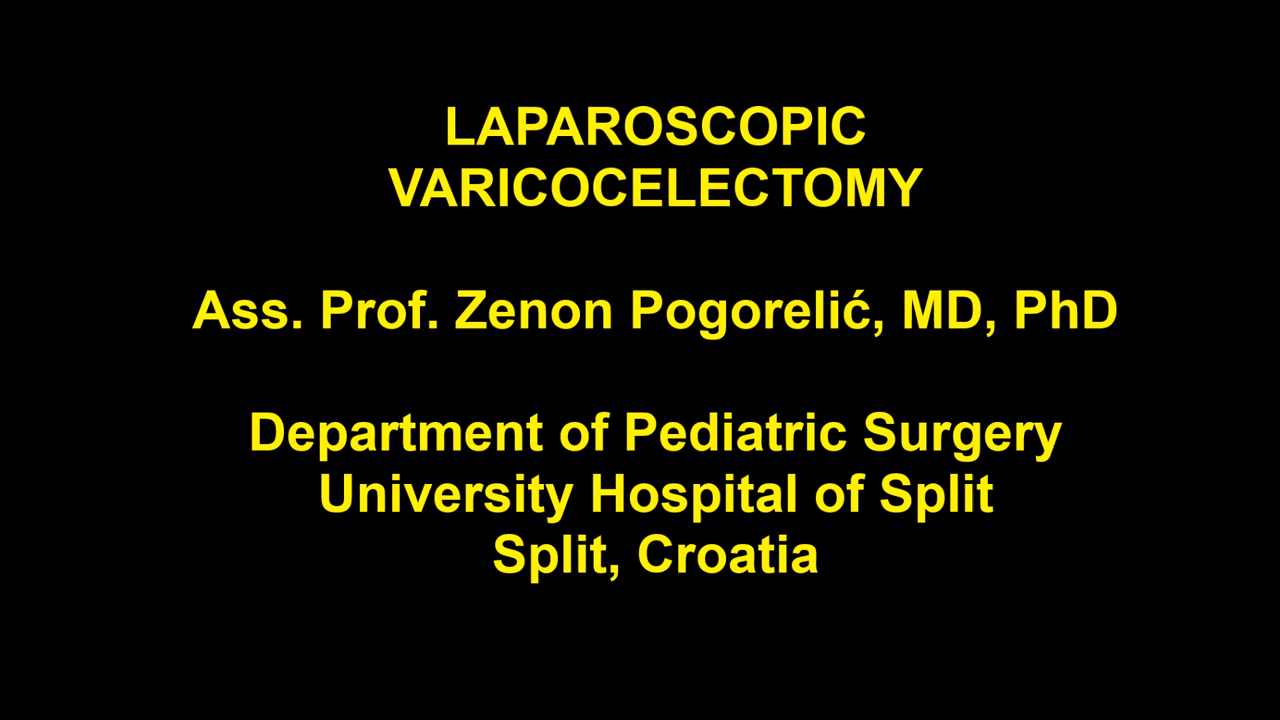 LAPAROSCOPIC
VARICOCELECTOMY
Ass. Prof. Zenon Pogorelić, MD, PhD
Department of Pediatric Surgery
University Hospital of Split
Split, Croatia